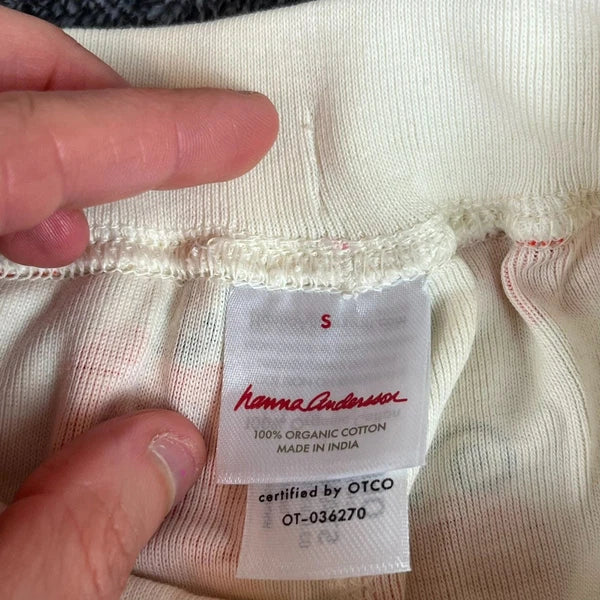 S
hanna andersson
100% ORGANIC COTTON
MADE IN INDIA
certified by OTCO
OT-036270